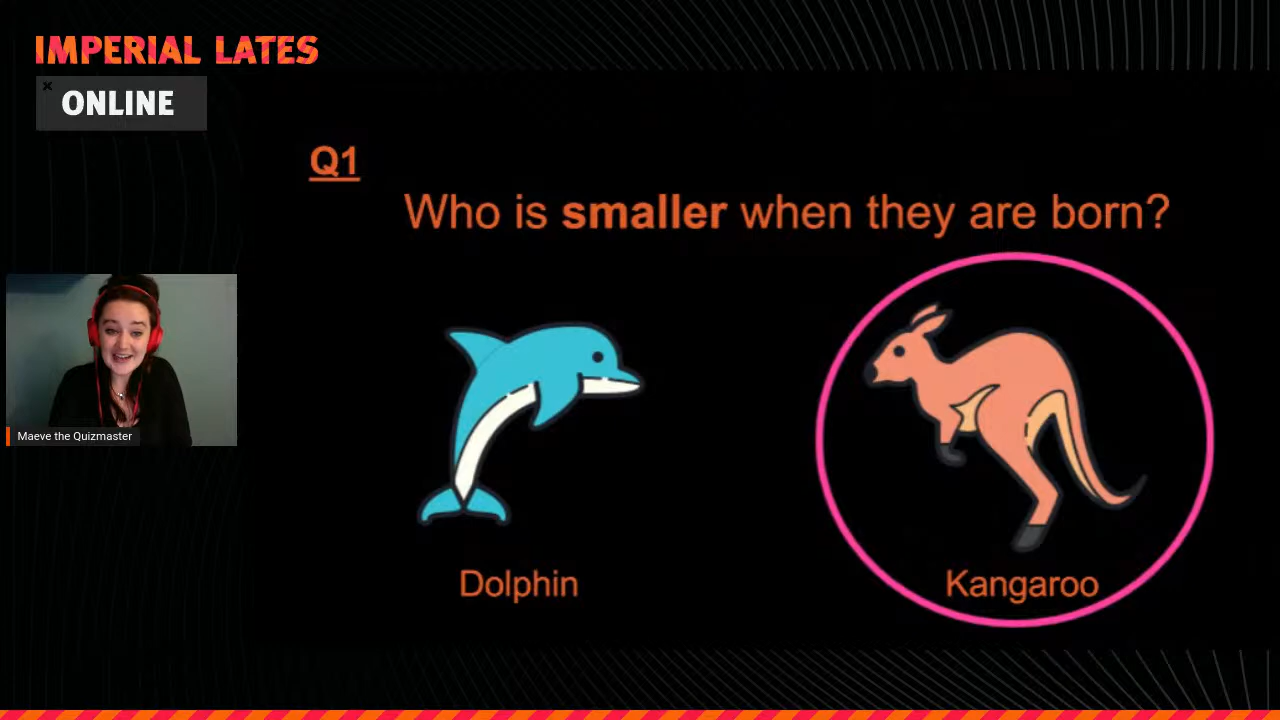 IMPERIAL LATES
ONLINE
Q1
Who is smaller when they are born?
Maeve the Quizmaster
Dolphin
Kangaroo